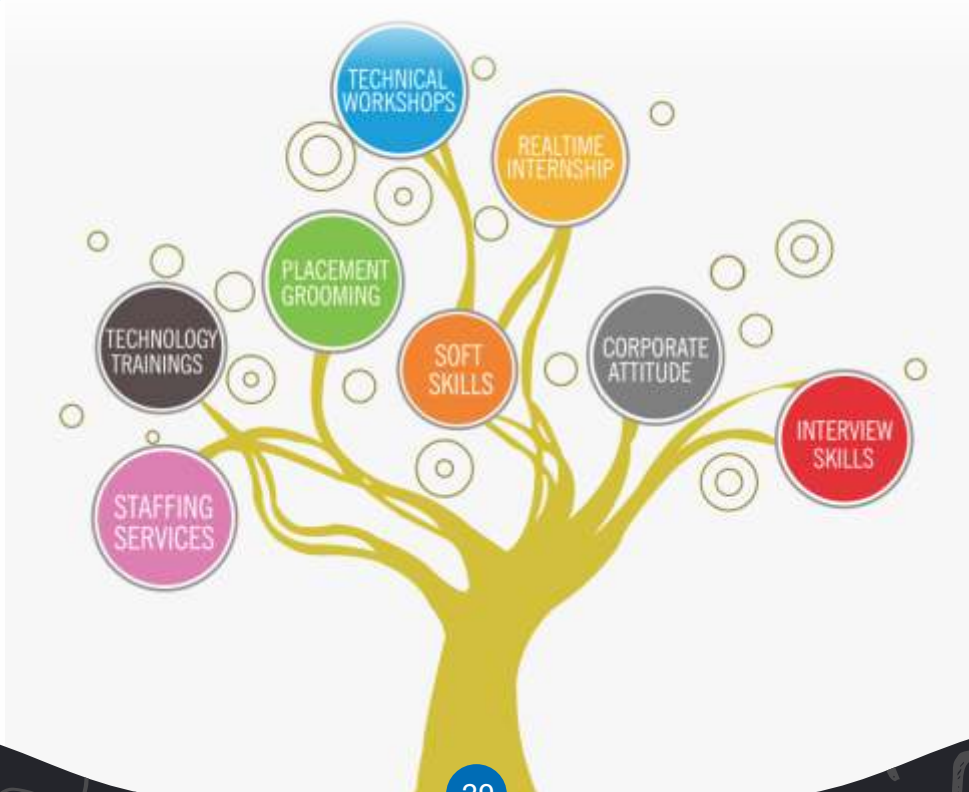 TECHNICAL
WORKSHOPS
REALTIME
INTERNSHIP
PLACEMENT
GROOMING
TECHNOLOGY
TRAININGS
SOFT
SKILLS
CORPORATE
ATTITUDE
INTERVIEW
SKILLS
STAFFING
SERVICES